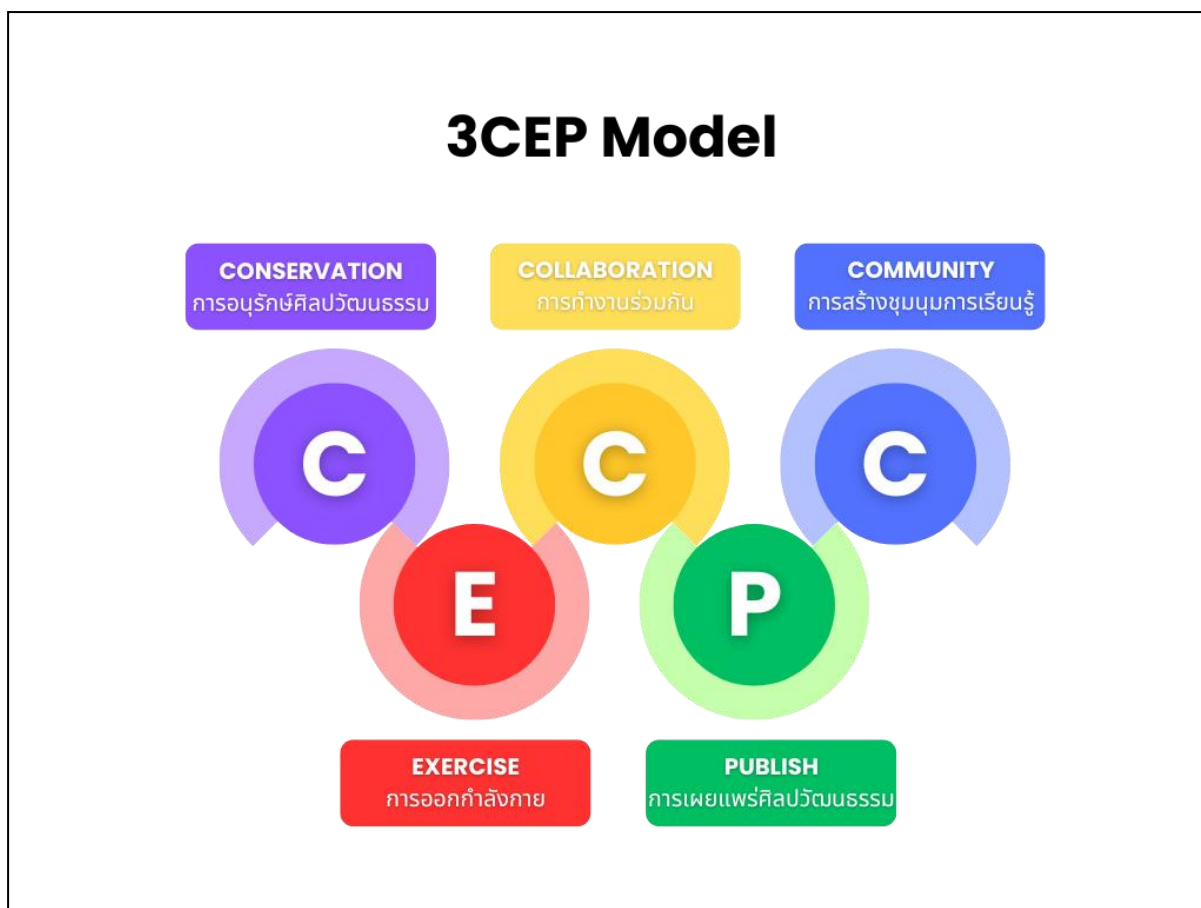 3CEP Model
CONSERVATION
การอนุรักษ์ศิลปวัฒนธรรม
COLLABORATION
การทำงานร่วมกัน
COMMUNITY
การสร้างชุมนุมการเรียนรู้
C
C
C
E
P
EXERCISE
การออกกำลังกาย
PUBLISH
การเผยแพร่ศิลปวัฒนธรรม